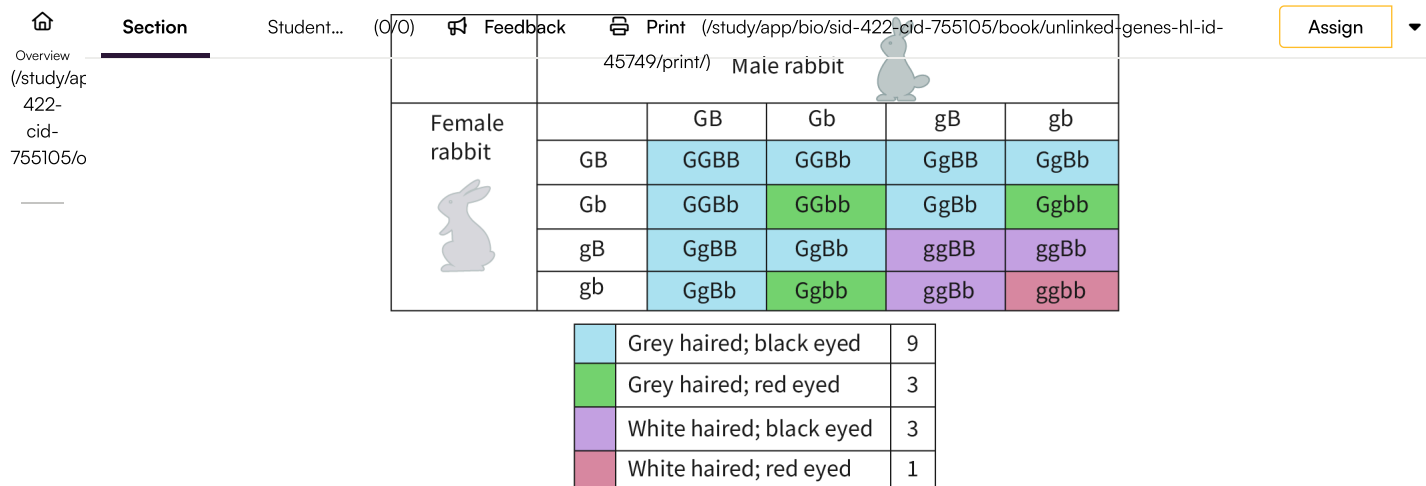 Section Student... (0/0) Feedback Print (/study/app/bio/sid-422-cid-755105/book/unlinked-genes-hl-id- Assign
45749/print/)
Overview
(/study/ap
422-
cid-
755105/o
Male rabbit
Female
rabbit
GB Gb gB gb
GB GGBB GGBb GgBB GgBb
Gb GGBb GGbb GgBb Ggbb
gB GgBB GgBb ggBB ggBb
gb GgBb Ggbb ggBb ggbb
Grey haired; black eyed 9
Grey haired; red eyed 3
White haired; black eyed 3
White haired; red eyed 1